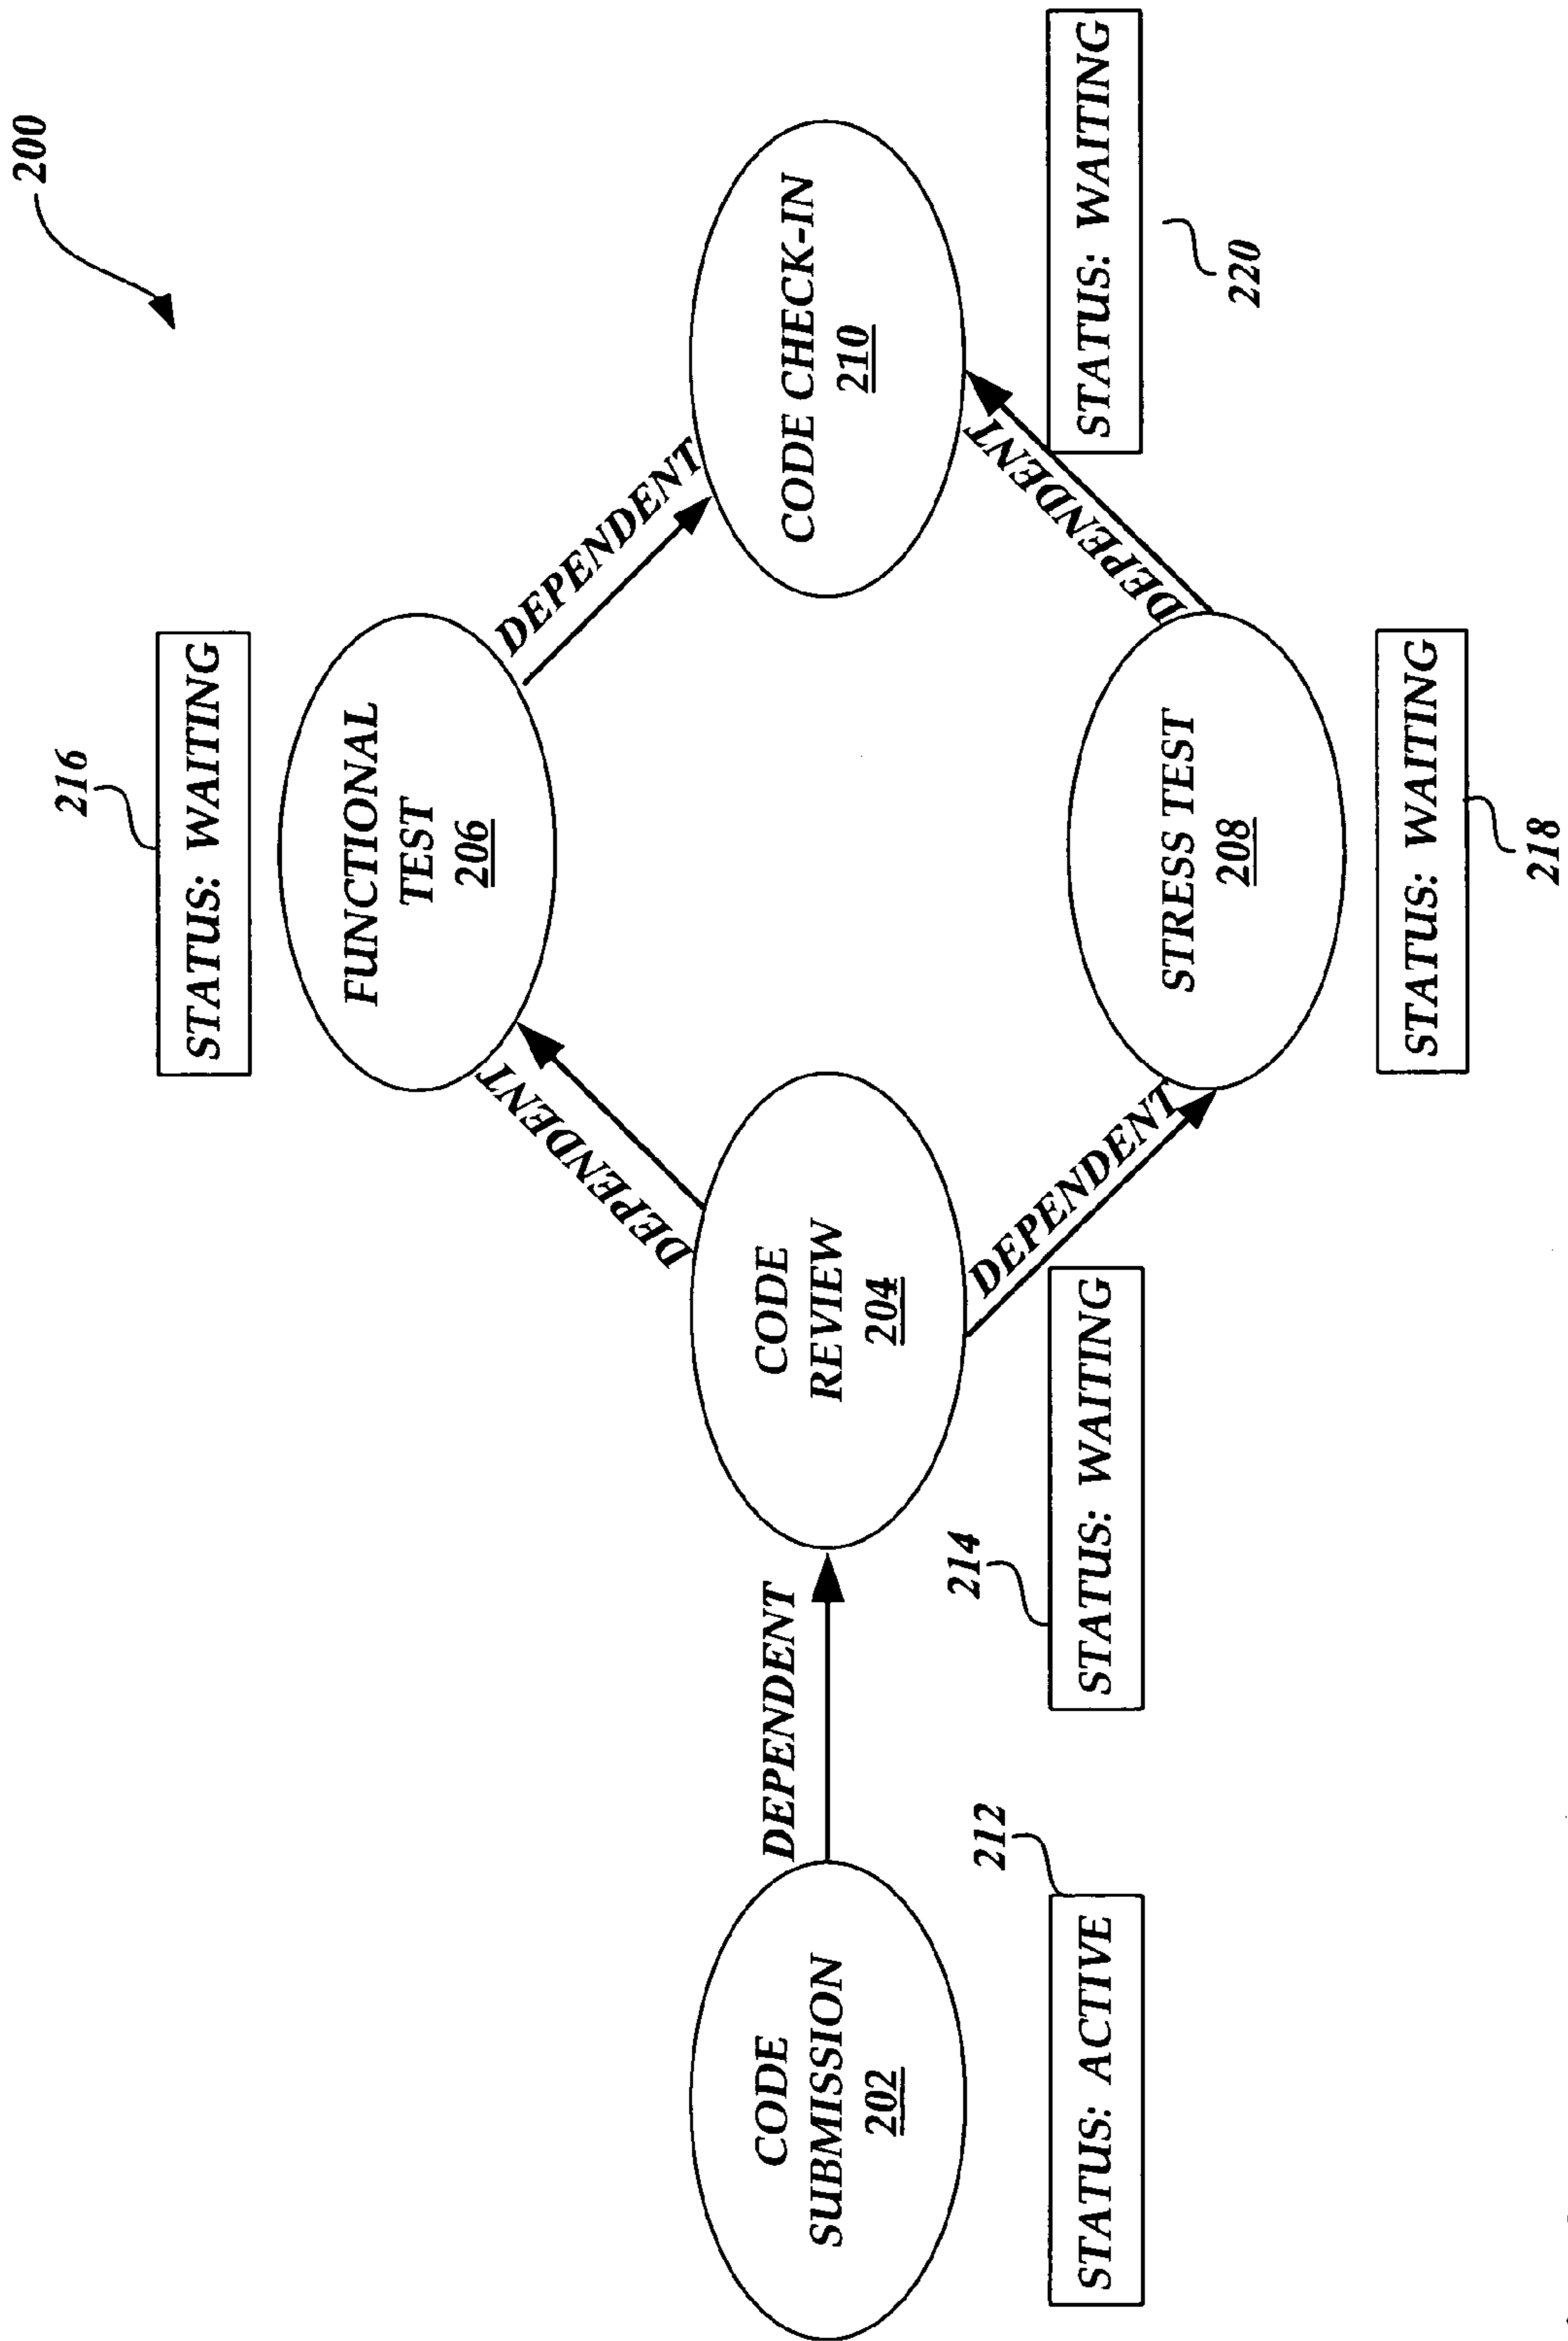 200
216
STATUS: WAITING
FUNCTIONAL
TEST
206
DEPENDENT
DEPENDENT
CODE
SUBMISSION
202
DEPENDENT
CODE
REVIEW
204
CODE CHECK-IN
210
212
STATUS: ACTIVE
214
STATUS: WAITING
DEPENDENT
DEPENDENT
STATUS: WAITING
220
STRESS TEST
208
STATUS: WAITING
218